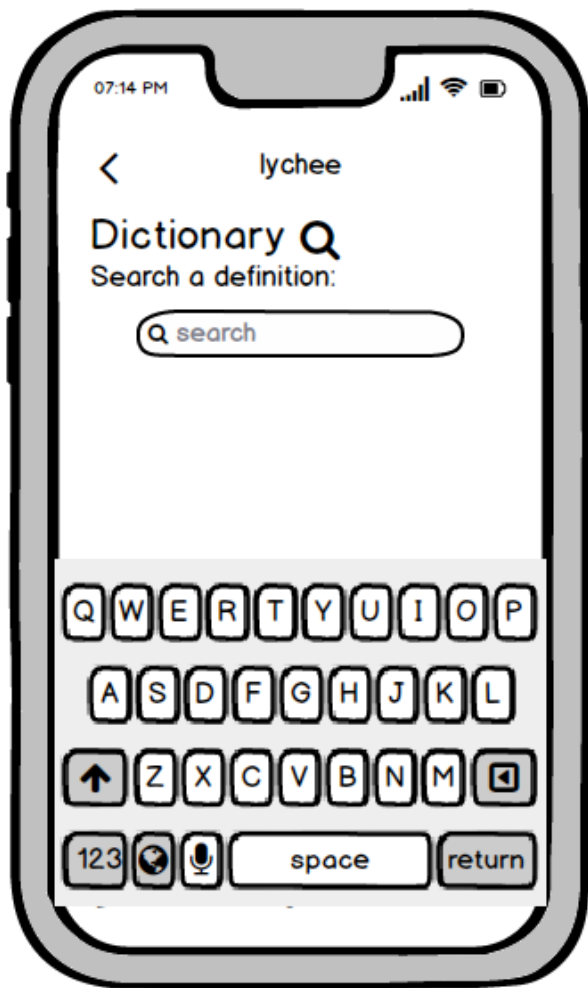 07:14 PM
lychee
Dictionary
Search a definition:
search
Q W E R T Y U I O P
A S D F G H J K L
Z X C V B N M
123 space return